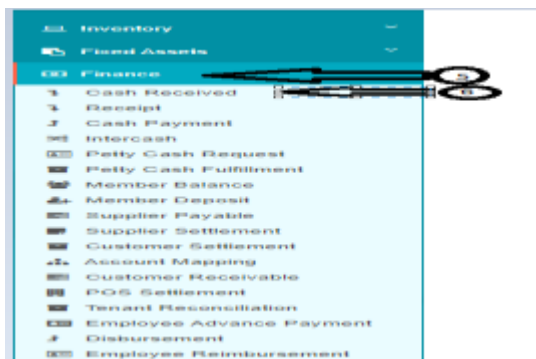 Inventory
Fixed Assets
Finance 5
Cash Received 6
Receipt
Cash Payment
Intercash
Petty Cash Request
Petty Cash Fulfillment
Member Balance
Member Deposit
Supplier Payable
Supplier Settlement
Customer Settlement
Account Mapping
Customer Receivable
POS Settlement
Tenant Reconciliation
Employee Advance Payment
Disbursement
Employee Reimbursement